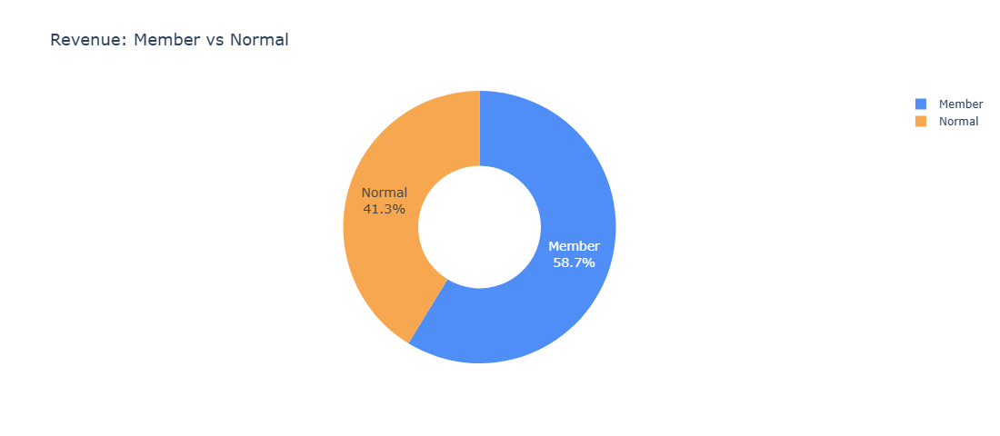 Revenue: Member vs Normal
Member
Normal
Normal
41.3%
Member
58.7%